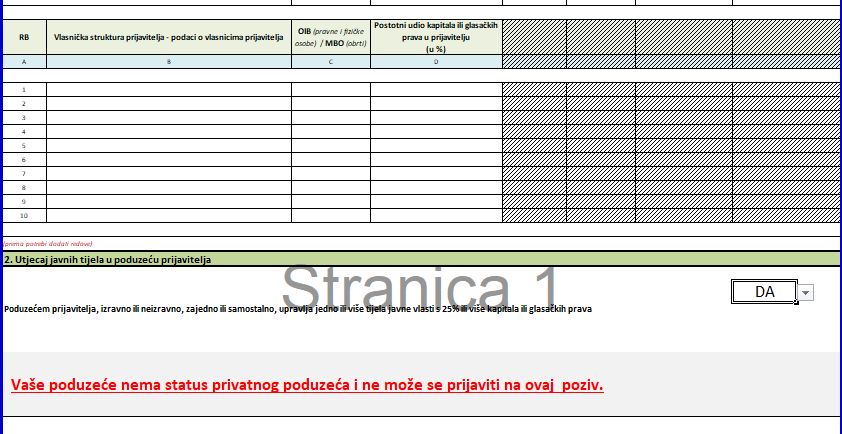 RB
Vlasnička struktura prijavitelja - podaci o vlasnicima prijavitelja
OIB (pravne i fizičke
osobe) / MBO (obrti)
Postotni udio kapitala ili glasačkih
prava u prijavitelju
(u %)
A
B
C
D
1
2
3
4
5
6
7
8
9
10
(prema potrebi dodati redove)
2. Utjecaj javnih tijela u poduzeću prijavitelja
Stranica 1
DA
Poduzećem prijavitelja, izravno ili neizravno, zajedno ili samostalno, upravlja jedno ili više tijela javne vlasti s 25% ili više kapitala ili glasačkih prava
Vaše poduzeće nema status privatnog poduzeća i ne može se prijaviti na ovaj poziv.